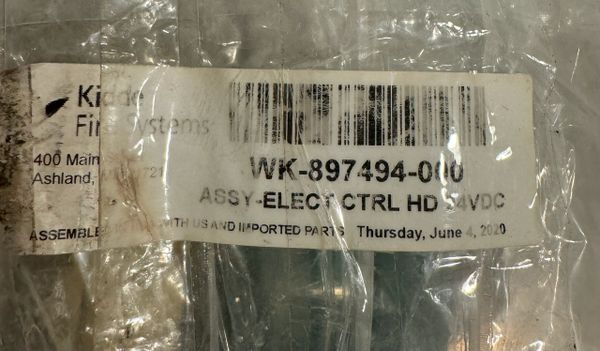 Kidde
Fire Systems
400 Main
Ashland,
WK-897494-000
ASSY-ELECT CTRL HD 24VDC
WITH US AND IMPORTED PARTS Thursday, June 4, 2020